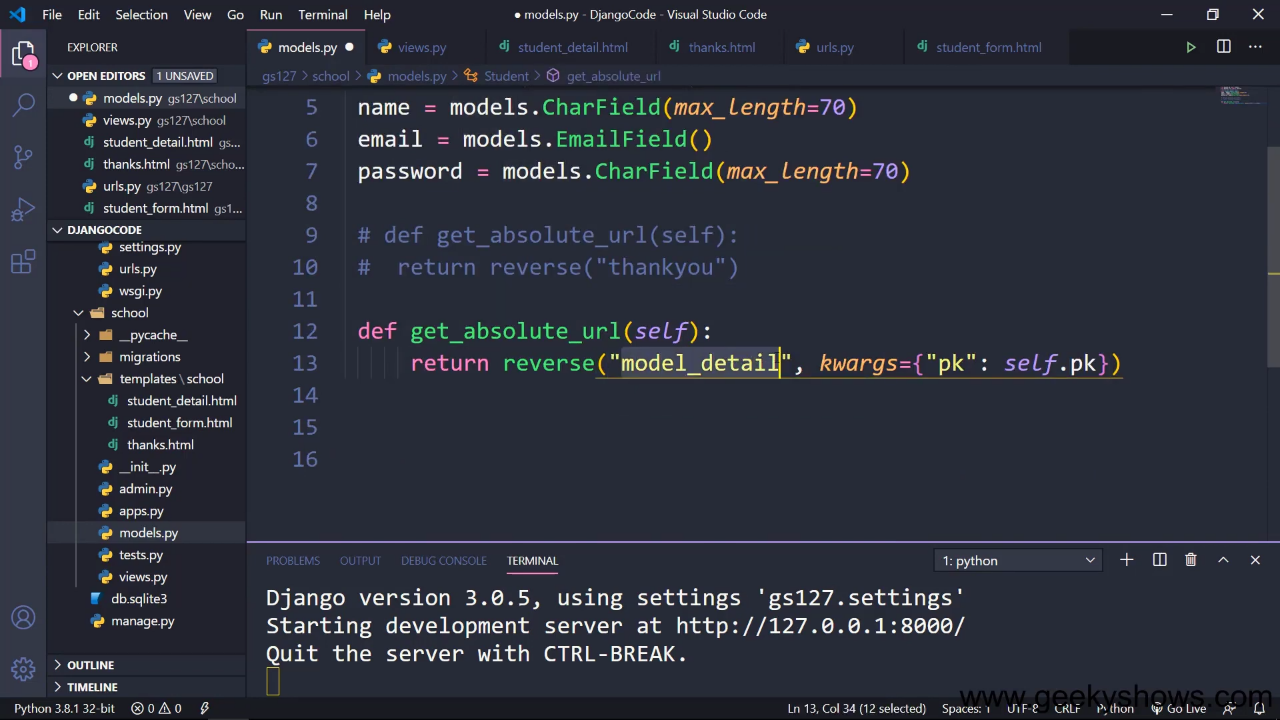 File Edit Selection View Go Run Terminal Help
● models.py - DjangoCode - Visual Studio Code
EXPLORER
OPEN EDITORS 1 UNSAVED
models.py gs127\school
views.py gs127\school
student_detail.html gs...
thanks.html gs127\scho...
urls.py gs127\gs127
student_form.html gs1...
DJANGOCODE
settings.py
urls.py
wsgi.py
school
__pycache__
migrations
templates \ school
student_detail.html
student_form.html
thanks.html
__init__.py
admin.py
apps.py
models.py
tests.py
views.py
db.sqlite3
manage.py
OUTLINE
TIMELINE
models.py ● views.py student_detail.html thanks.html urls.py student_form.html
gs127 > school > models.py > Student > get_absolute_url
5 name = models.CharField(max_length=70)
6 email = models.EmailField()
7 password = models.CharField(max_length=70)
8
9 # def get_absolute_url(self):
10 #  return reverse("thankyou")
11
12 def get_absolute_url(self):
13 return reverse("model_detail", kwargs={"pk": self.pk})
14
15
16
PROBLEMS OUTPUT DEBUG CONSOLE TERMINAL 1: python
Django version 3.0.5, using settings 'gs127.settings'
Starting development server at http://127.0.0.1:8000/
Quit the server with CTRL-BREAK.
www.geekyshows.com
1
Python 3.8.1 32-bit 0 0 Ln 13, Col 34 (12 selected) Spaces: 1 UTF-8 CRLF Python Go Live